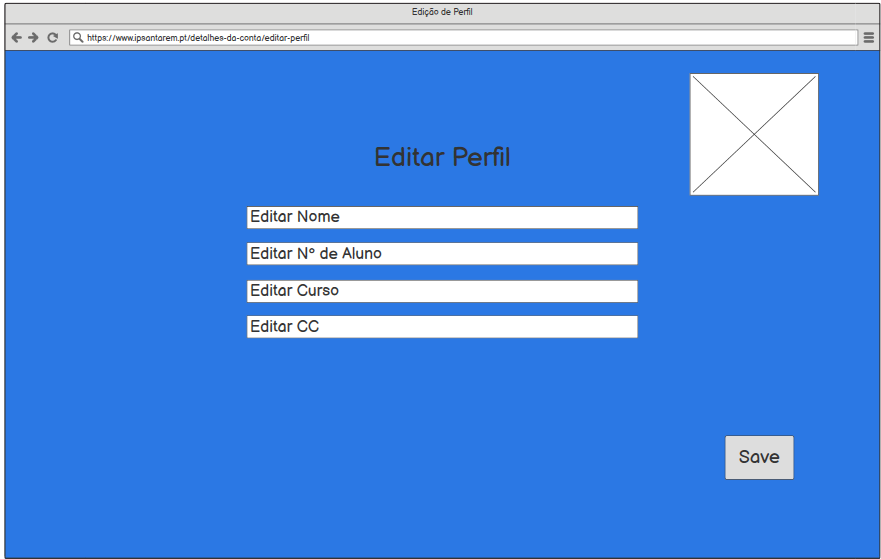 Edição de Perfil
https://www.ipsantarem.pt/detalhes-da-conta/editar-perfil
Editar Perfil
Editar Nome
Editar Nº de Aluno
Editar Curso
Editar CC
Save